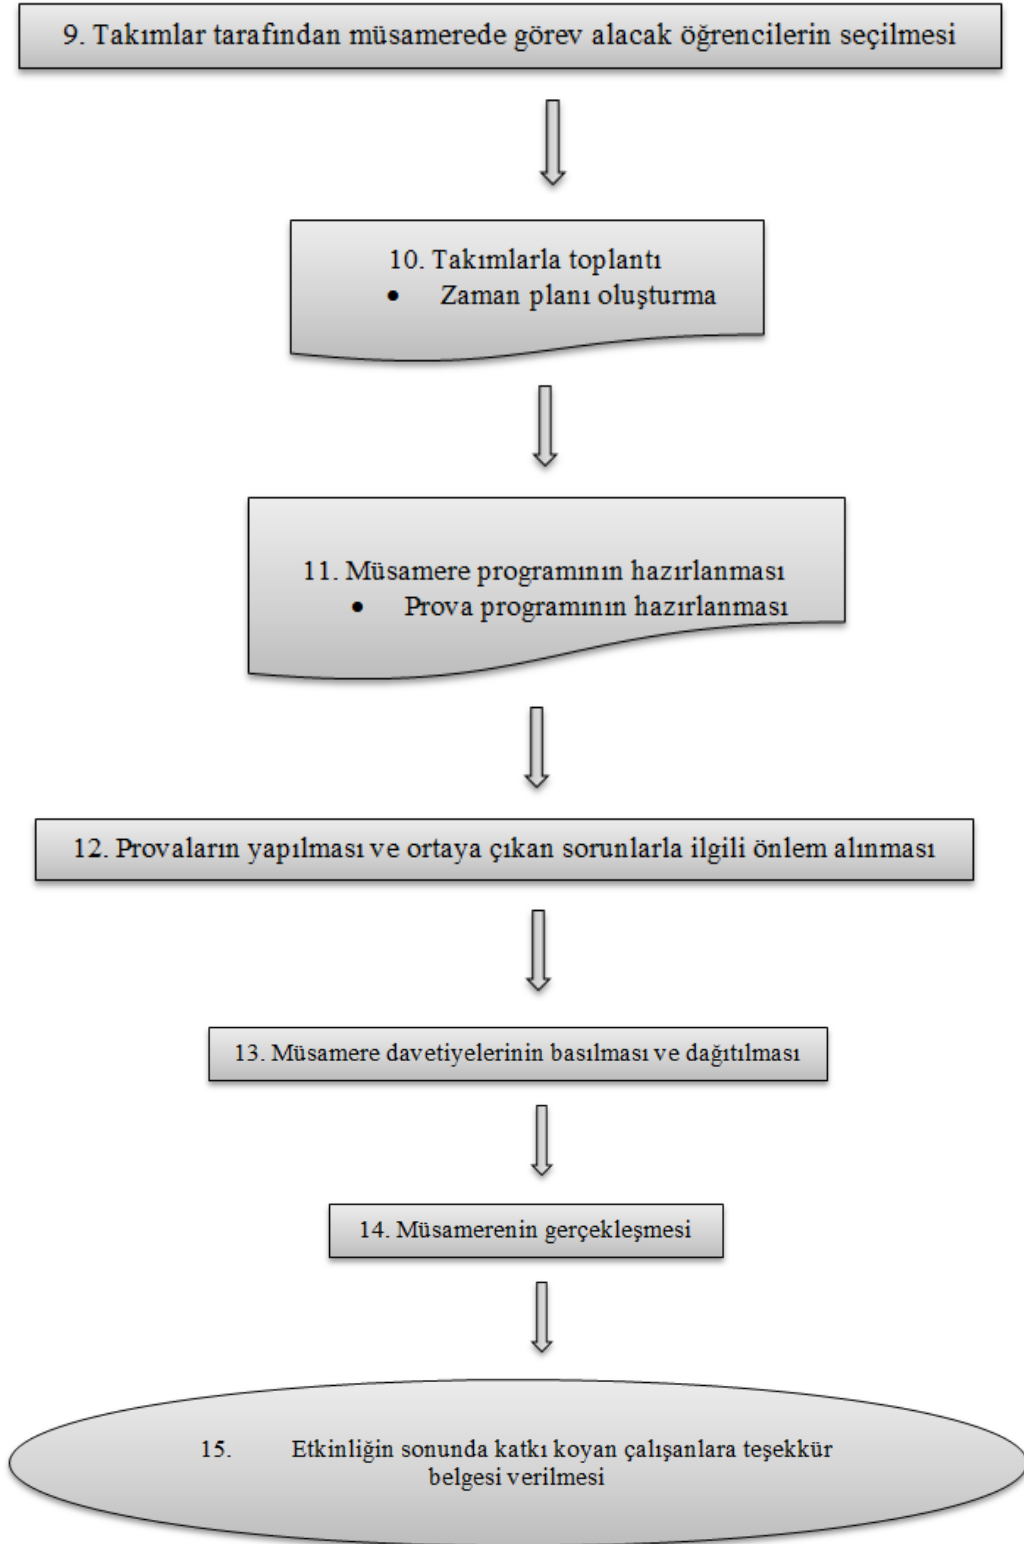 9. Takımlar tarafından müsamerede görev alacak öğrencilerin seçilmesi
10. Takımlarla toplantı
• Zaman planı oluşturma
11. Müsamere programının hazırlanması
• Prova programının hazırlanması
12. Provaların yapılması ve ortaya çıkan sorunlarla ilgili önlem alınması
13. Müsamere davetiyelerinin basılması ve dağıtılması
14. Müsamerenin gerçekleşmesi
15. Etkinliğin sonunda katkı koyan çalışanlara teşekkür
belgesi verilmesi